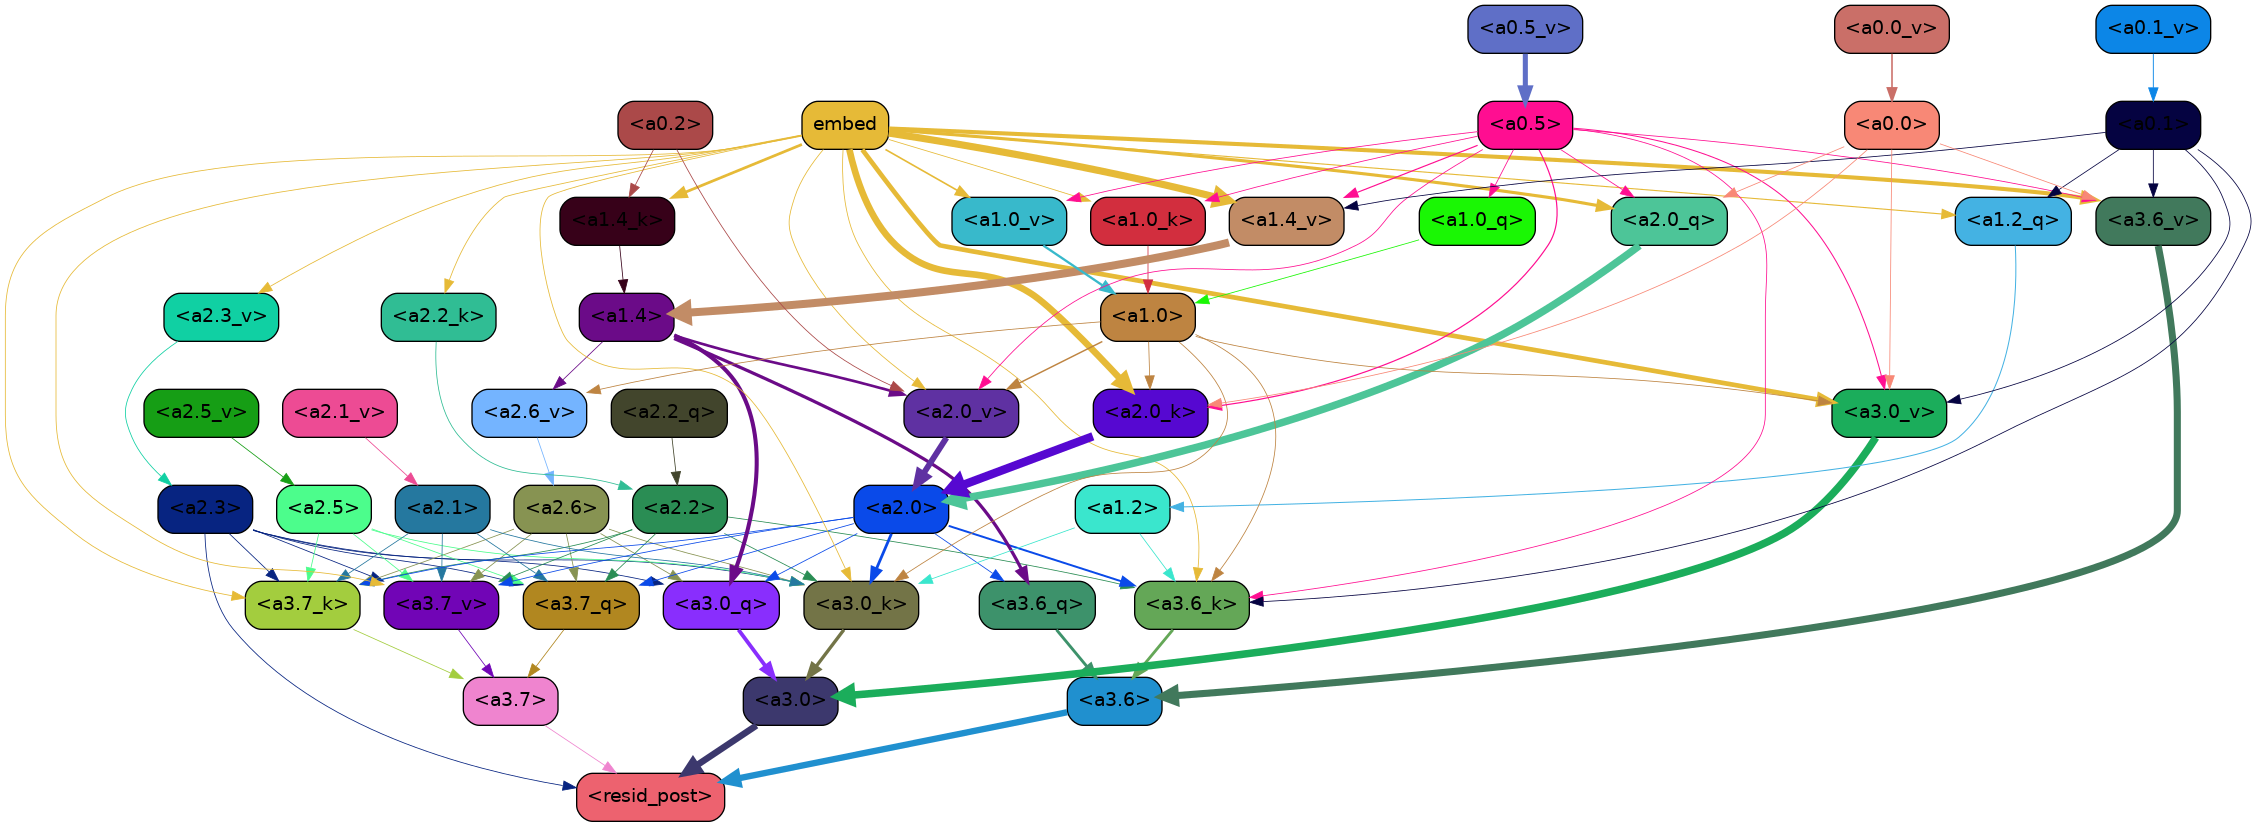 <a0.5_v>
<a0.0_v>
<a0.1_v>
<a0.2>
embed
<a0.5>
<a0.0>
<a0.1>
<a1.4_k>
<a1.0_v>
<a1.0_k>
<a1.4_v>
<a1.0_q>
<a2.0_q>
<a1.2_q>
<a3.6_v>
<a2.3_v>
<a2.2_k>
<a1.4>
<a1.0>
<a2.5_v>
<a2.1_v>
<a2.6_v>
<a2.2_q>
<a2.0_v>
<a2.0_k>
<a3.0_v>
<a2.3>
<a2.5>
<a2.1>
<a2.6>
<a2.2>
<a2.0>
<a1.2>
<a3.7_k>
<a3.7_v>
<a3.7_q>
<a3.0_q>
<a3.0_k>
<a3.6_q>
<a3.6_k>
<a3.7>
<a3.0>
<a3.6>
<resid_post>